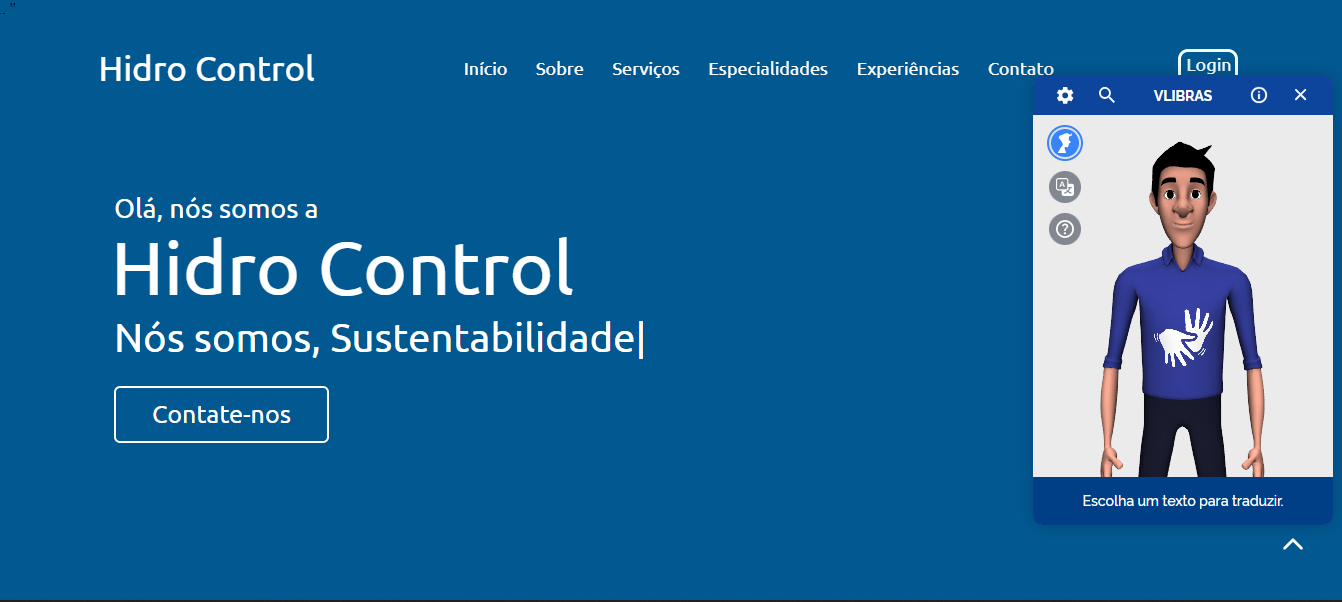 .. "
Hidro Control
Início Sobre Serviços Especialidades Experiências Contato Login
VLIBRAS
Olá, nós somos a
Hidro Control
Nós somos, Sustentabilidade|
Contate-nos
Escolha um texto para traduzir.